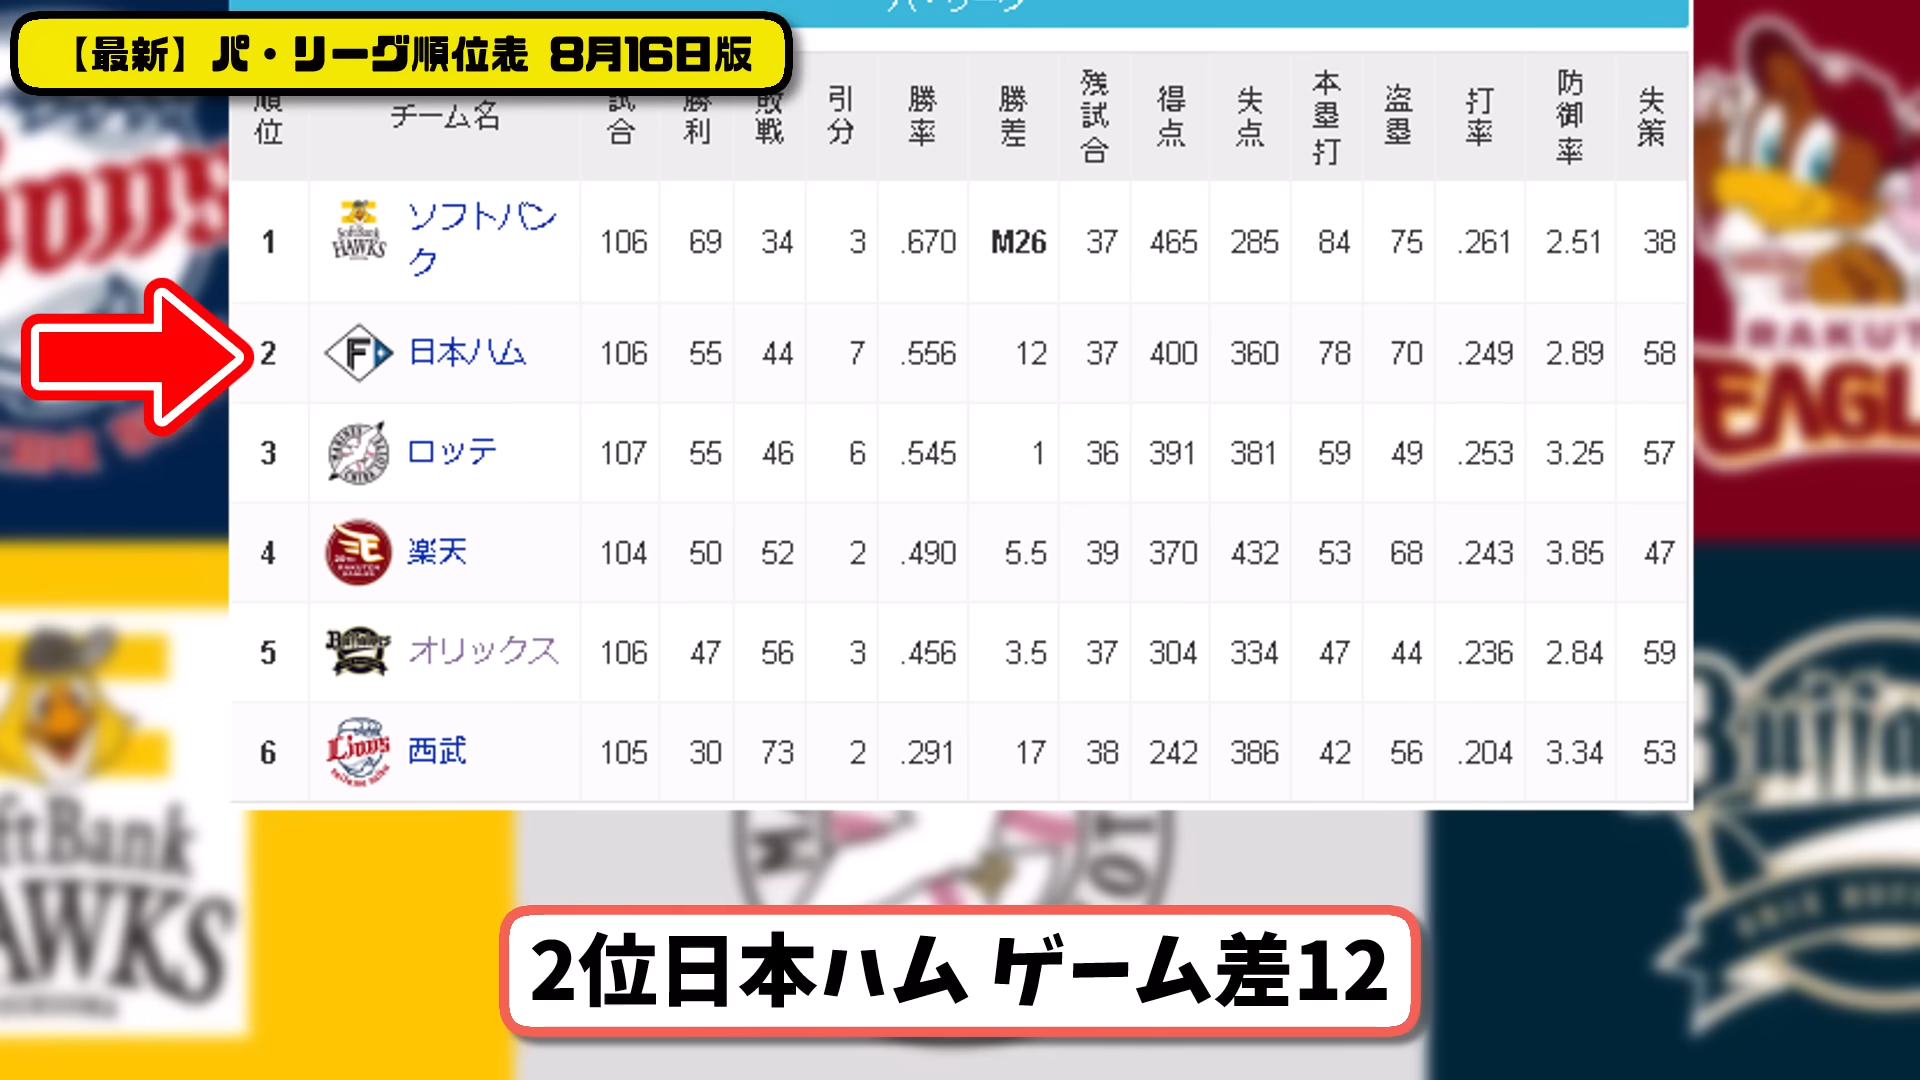 パ・リーグ
【最新】パ・リーグ順位表 8月16日版
順位 チーム名 試合 勝利 敗戦 引分 勝率 勝差 残試合 得点 失点 本塁打 盗塁 打率 防御率 失策
1 ソフトバンク 106 69 34 3 .670 M26 37 465 285 84 75 .261 2.51 38
2 日本ハム 106 55 44 7 .556 12 37 400 360 78 70 .249 2.89 58
3 ロッテ 107 55 46 6 .545 1 36 391 381 59 49 .253 3.25 57
4 楽天 104 50 52 2 .490 5.5 39 370 432 53 68 .243 3.85 47
5 オリックス 106 47 56 3 .456 3.5 37 304 334 47 44 .236 2.84 59
6 西武 105 30 73 2 .291 17 38 242 386 42 56 .204 3.34 53
2位日本ハム ゲーム差12